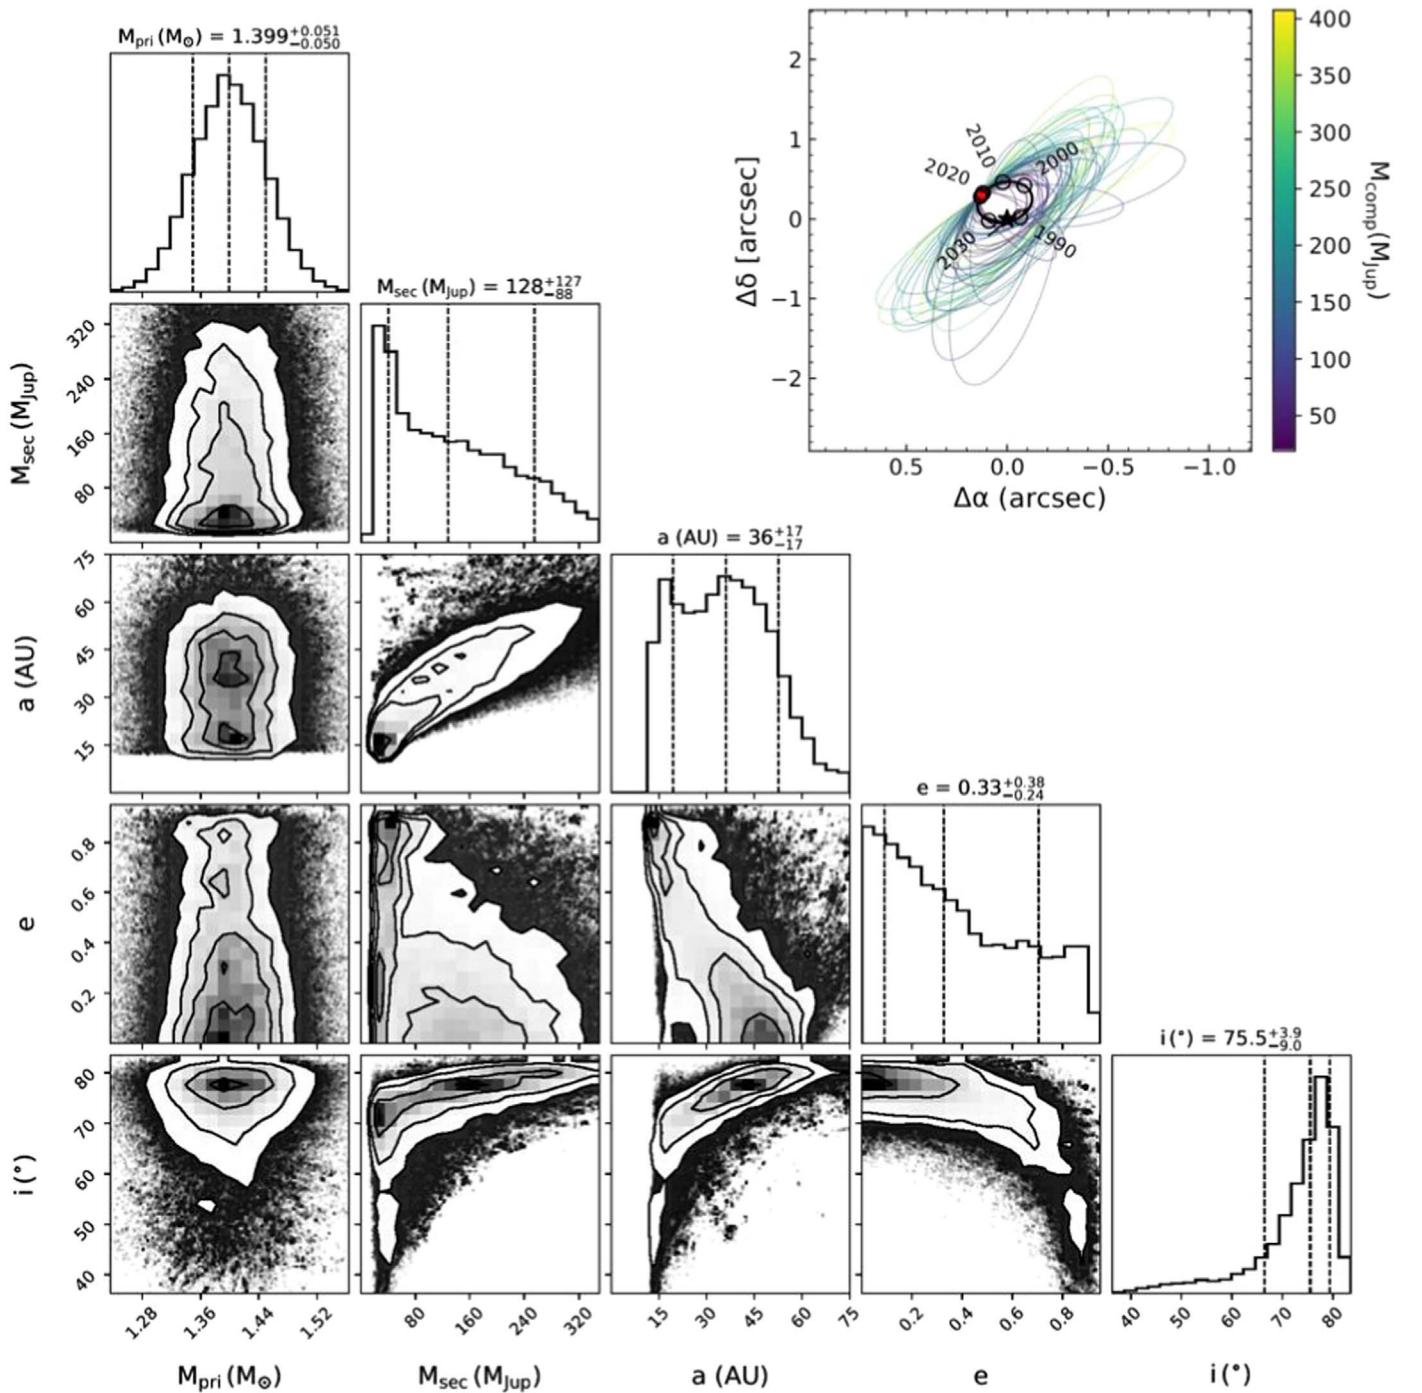 M_pri (M_⊙) = 1.399^{+0.051}_{-0.050}
2
1
0
−1
−2
Δδ [arcsec]
0.5 0.0 −0.5 −1.0
Δα (arcsec)
2010
2000
2020
2030
1990
400
350
300
250
200
150
100
50
M_comp (M_Jup)
M_sec (M_Jup) = 128^{+127}_{-88}
320
240
160
80
M_sec (M_Jup)
a (AU) = 36^{+17}_{-17}
75
60
45
30
15
a (AU)
e = 0.33^{+0.38}_{-0.24}
0.8
0.6
0.4
0.2
e
i (°) = 75.5^{+3.9}_{-9.0}
80
70
60
50
40
i (°)
1.28 1.36 1.44 1.52 80 160 240 320 15 30 45 60 75 0.2 0.4 0.6 0.8 40 50 60 70 80
M_pri (M_⊙) M_sec (M_Jup) a (AU) e i (°)